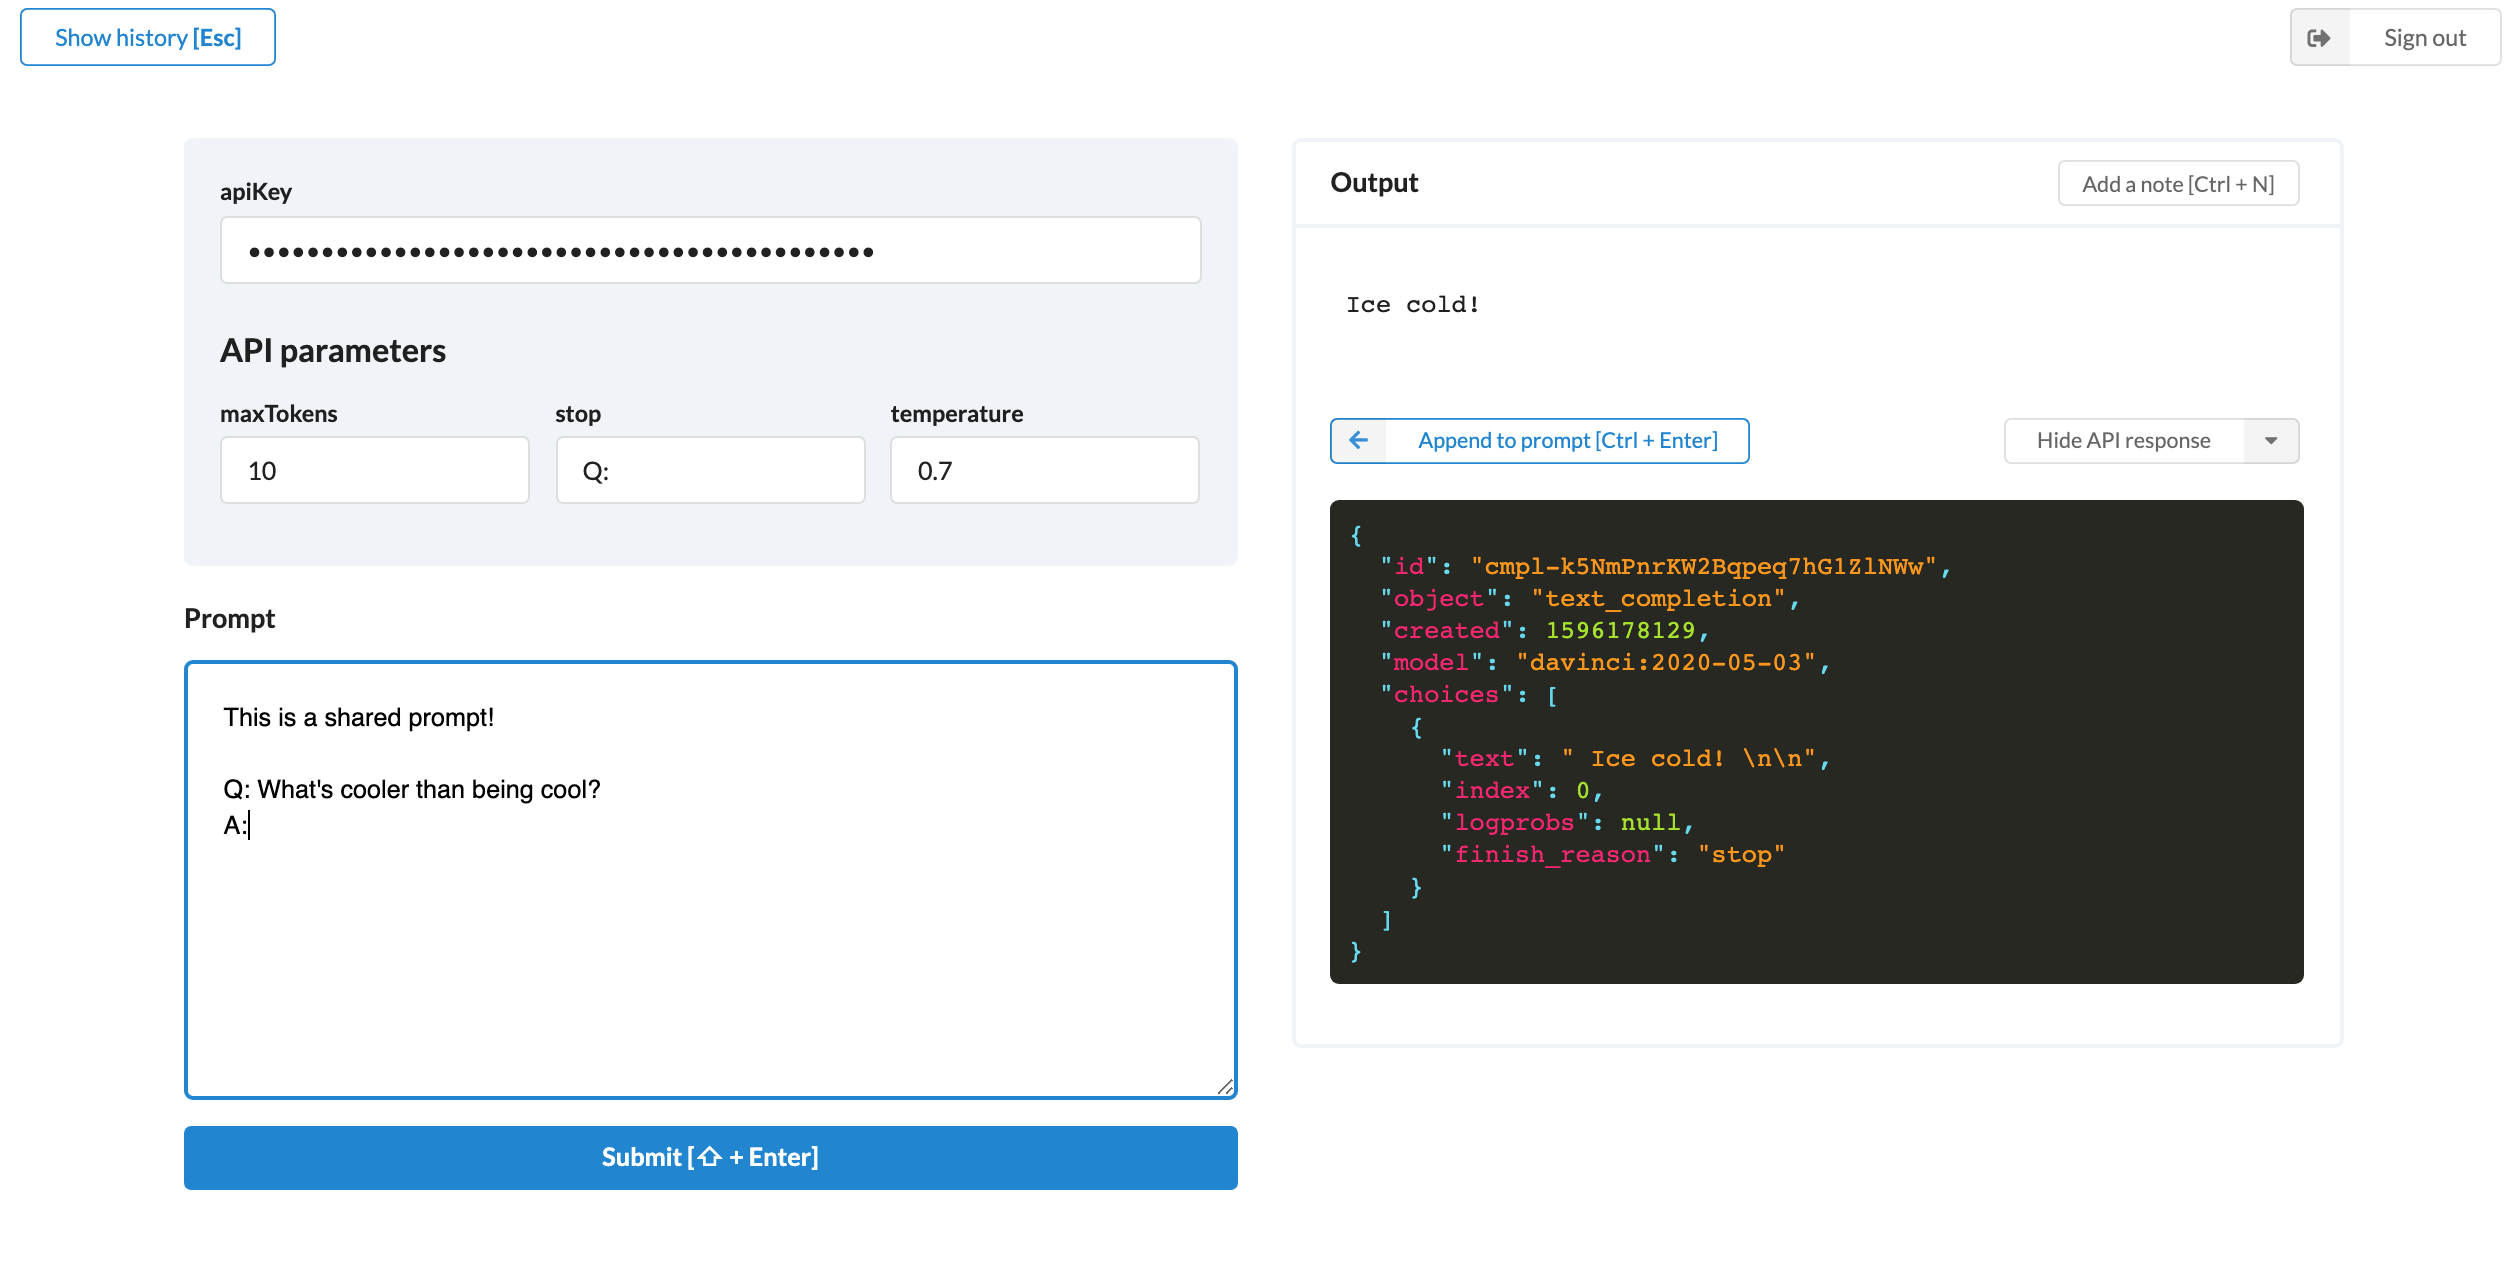 Show history [Esc]
Sign out
apiKey
••••••••••••••••••••••••••••••••••••••••••••
API parameters
maxTokens
stop
temperature
10
Q:
0.7
Prompt
This is a shared prompt!
Q: What's cooler than being cool?
A:
Submit [⇧ + Enter]
Output
Add a note [Ctrl + N]
Ice cold!
Append to prompt [Ctrl + Enter]
Hide API response
{
"id": "cmpl-k5NmPnrKW2Bqpeq7hG1ZlNWw",
"object": "text_completion",
"created": 1596178129,
"model": "davinci:2020-05-03",
"choices": [
{
"text": " Ice cold! \n\n",
"index": 0,
"logprobs": null,
"finish_reason": "stop"
}
]
}